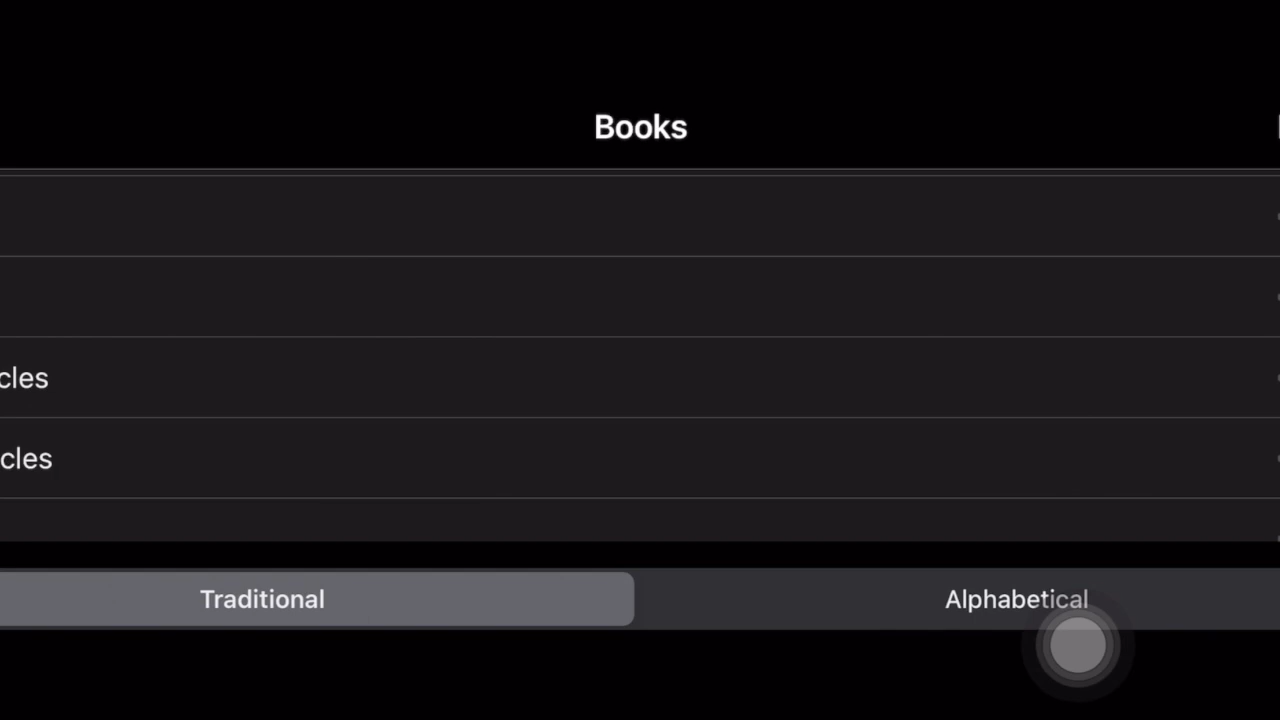 Books
cles
cles
Traditional
Alphabetical